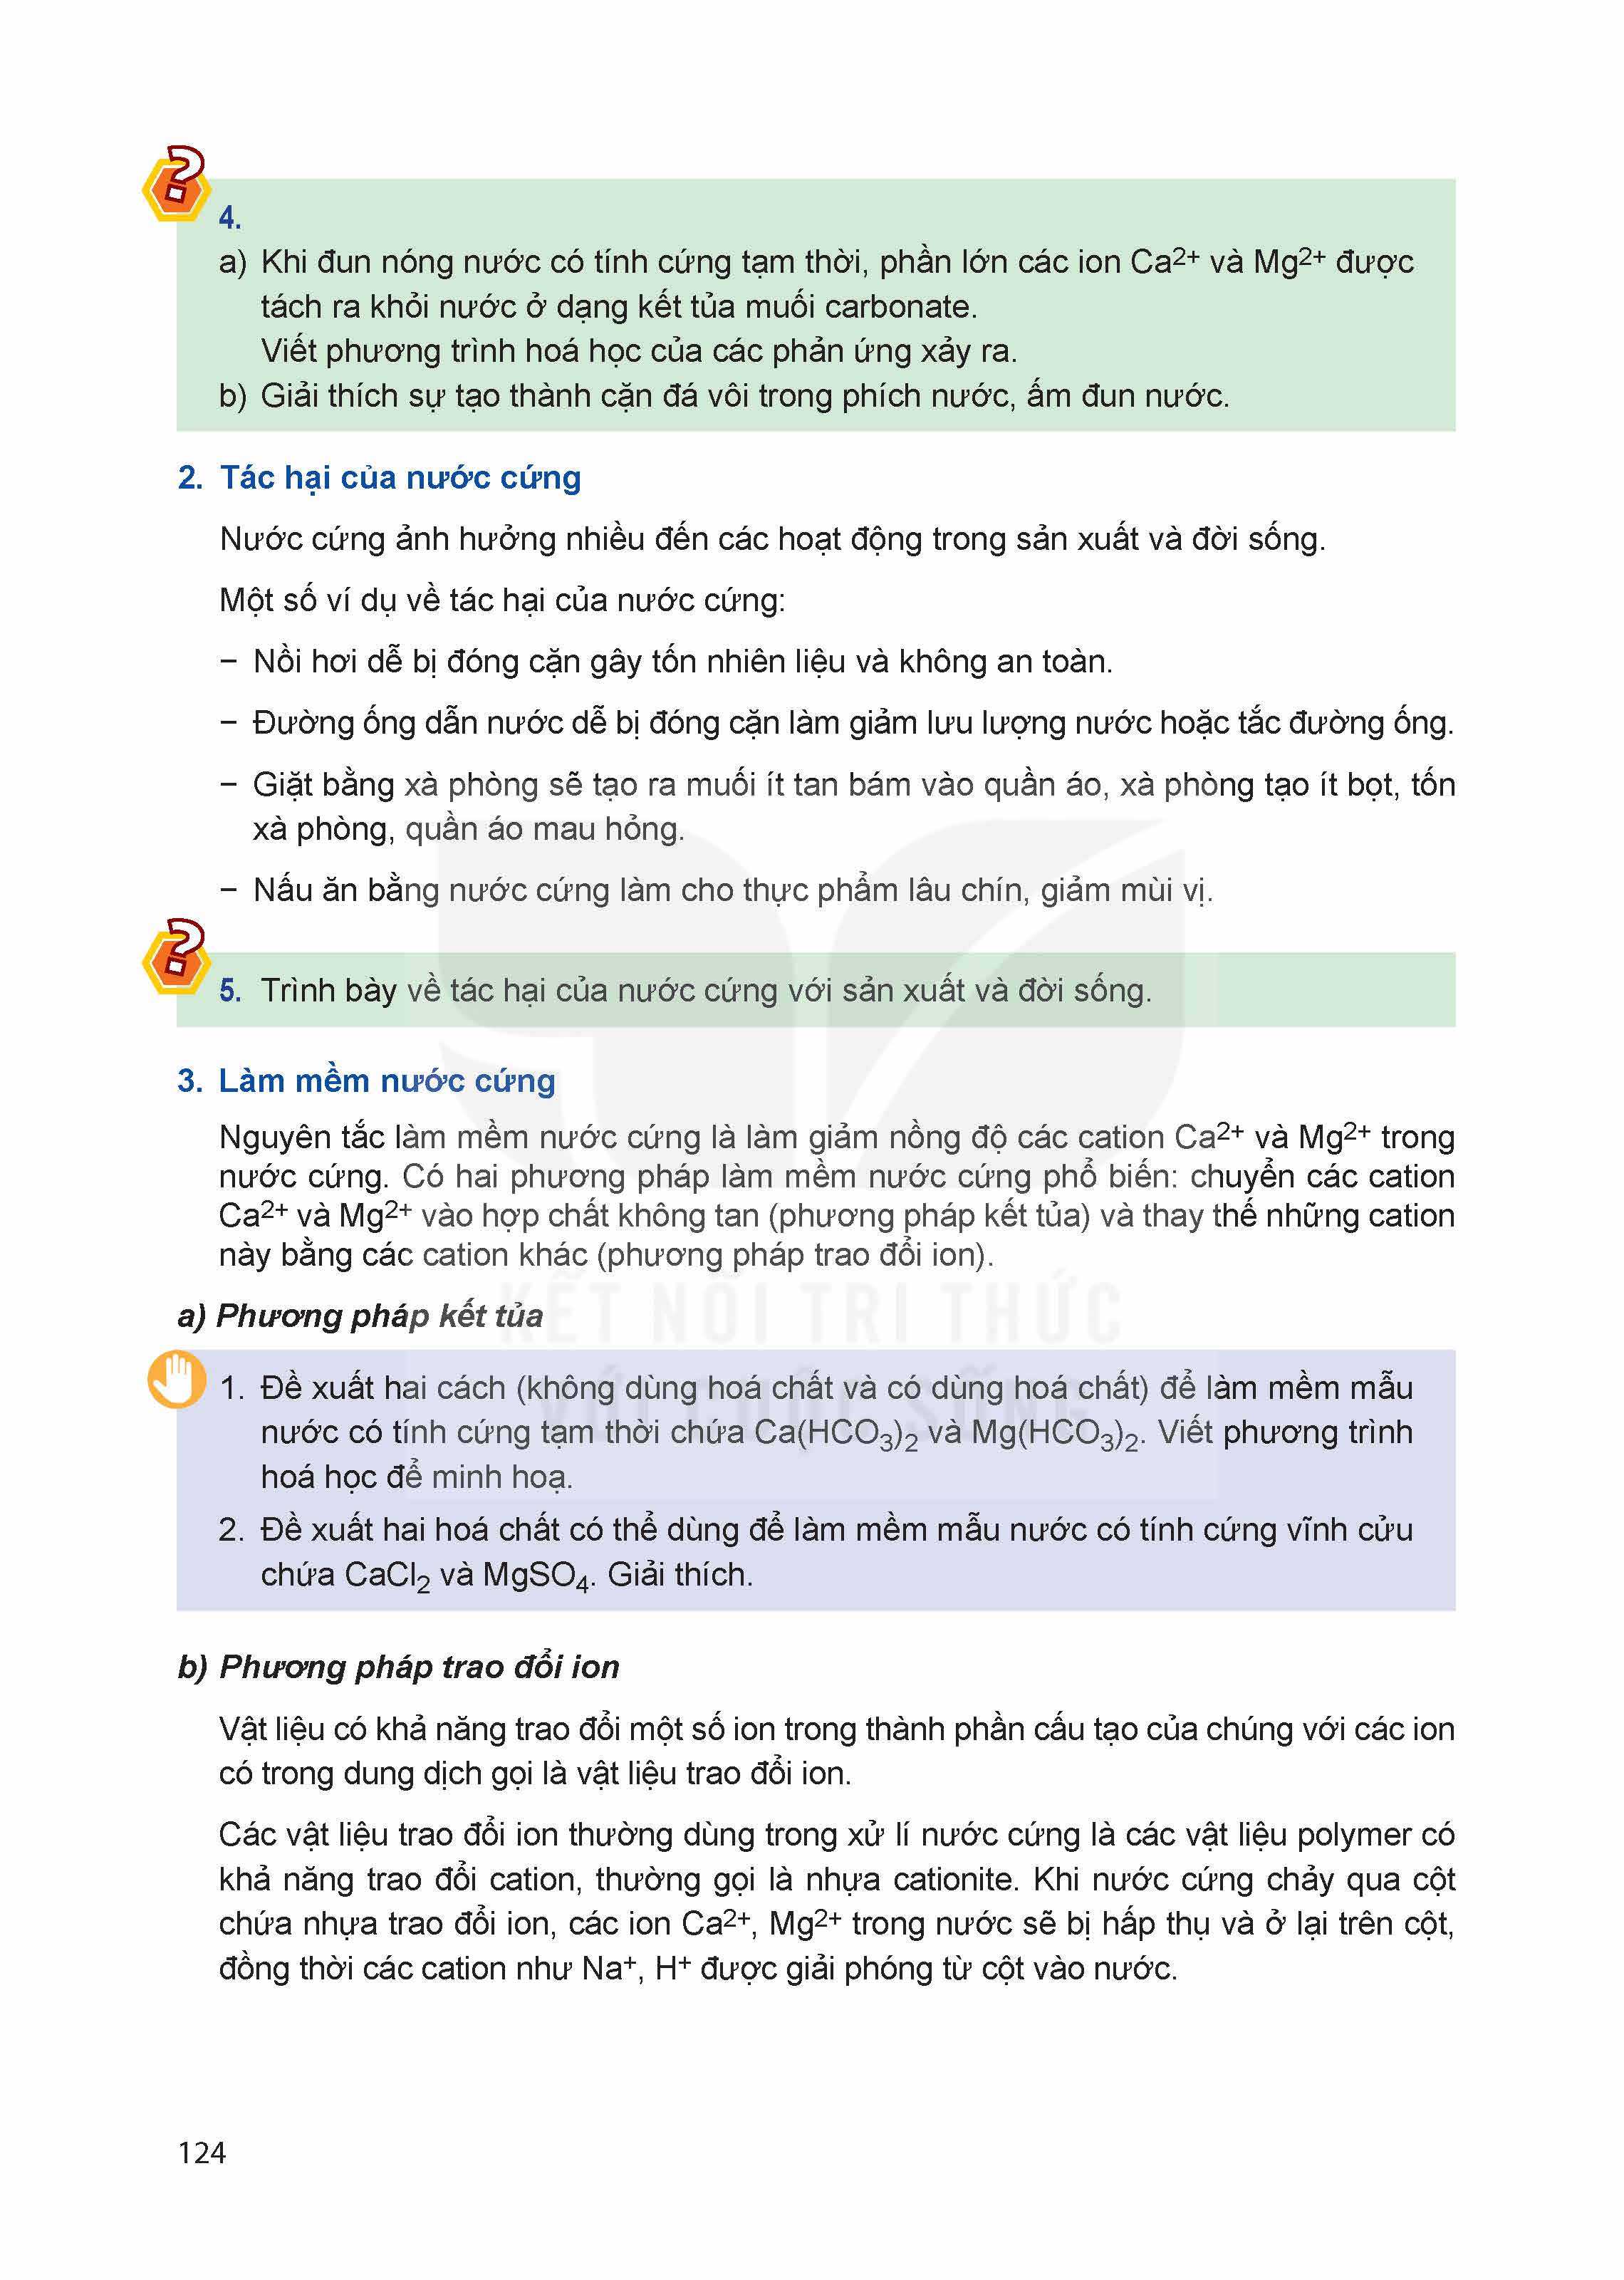 4.
a) Khi đun nóng nước có tính cứng tạm thời, phần lớn các ion Ca²⁺ và Mg²⁺ được
tách ra khỏi nước ở dạng kết tủa muối carbonate.
Viết phương trình hoá học của các phản ứng xảy ra.
b) Giải thích sự tạo thành cặn đá vôi trong phích nước, ấm đun nước.
2. Tác hại của nước cứng
Nước cứng ảnh hưởng nhiều đến các hoạt động trong sản xuất và đời sống.
Một số ví dụ về tác hại của nước cứng:
– Nồi hơi dễ bị đóng cặn gây tốn nhiên liệu và không an toàn.
– Đường ống dẫn nước dễ bị đóng cặn làm giảm lưu lượng nước hoặc tắc đường ống.
– Giặt bằng xà phòng sẽ tạo ra muối ít tan bám vào quần áo, xà phòng tạo ít bọt, tốn
xà phòng, quần áo mau hỏng.
– Nấu ăn bằng nước cứng làm cho thực phẩm lâu chín, giảm mùi vị.
5. Trình bày về tác hại của nước cứng với sản xuất và đời sống.
3. Làm mềm nước cứng
Nguyên tắc làm mềm nước cứng là làm giảm nồng độ các cation Ca²⁺ và Mg²⁺ trong
nước cứng. Có hai phương pháp làm mềm nước cứng phổ biến: chuyển các cation
Ca²⁺ và Mg²⁺ vào hợp chất không tan (phương pháp kết tủa) và thay thế những cation
này bằng các cation khác (phương pháp trao đổi ion).
KẾT NỐI TRI THỨC
a) Phương pháp kết tủa
VỚI CUỘC SỐNG
1. Đề xuất hai cách (không dùng hoá chất và có dùng hoá chất) để làm mềm mẫu
nước có tính cứng tạm thời chứa Ca(HCO₃)₂ và Mg(HCO₃)₂. Viết phương trình
hoá học để minh hoạ.
2. Đề xuất hai hoá chất có thể dùng để làm mềm mẫu nước có tính cứng vĩnh cửu
chứa CaCl₂ và MgSO₄. Giải thích.
b) Phương pháp trao đổi ion
Vật liệu có khả năng trao đổi một số ion trong thành phần cấu tạo của chúng với các ion
có trong dung dịch gọi là vật liệu trao đổi ion.
Các vật liệu trao đổi ion thường dùng trong xử lí nước cứng là các vật liệu polymer có
khả năng trao đổi cation, thường gọi là nhựa cationite. Khi nước cứng chảy qua cột
chứa nhựa trao đổi ion, các ion Ca²⁺, Mg²⁺ trong nước sẽ bị hấp thụ và ở lại trên cột,
đồng thời các cation như Na⁺, H⁺ được giải phóng từ cột vào nước.
124